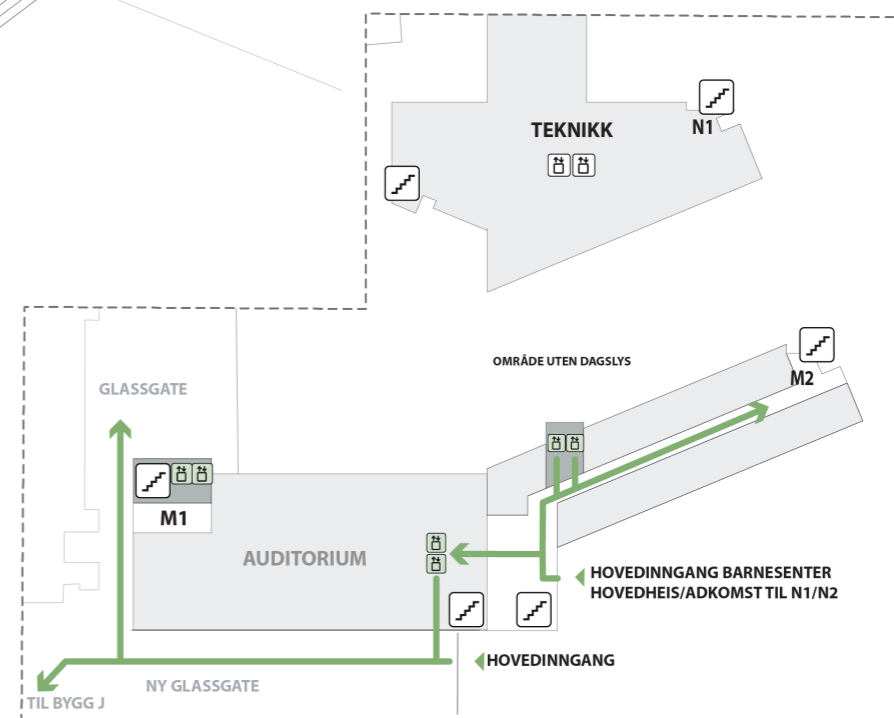 TEKNIKK
N1
OMRÅDE UTEN DAGSLYS
M2
GLASSGATE
M1
AUDITORIUM
HOVEDINNGANG BARNESENTER
HOVEDHEIS/ADKOMST TIL N1/N2
HOVEDINNGANG
NY GLASSGATE
TIL BYGG J